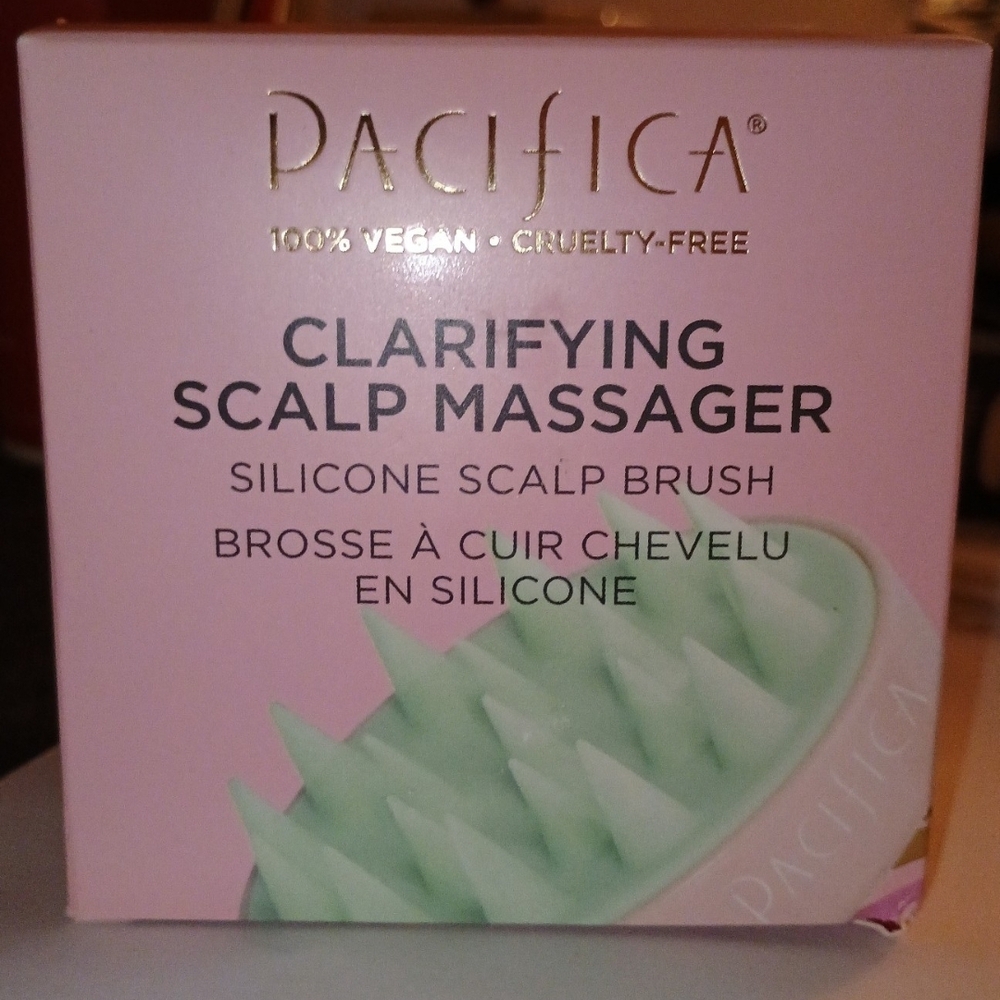 PACIFICA®
100% VEGAN • CRUELTY-FREE
CLARIFYING
SCALP MASSAGER
SILICONE SCALP BRUSH
BROSSE À CUIR CHEVELU
EN SILICONE
PACIFICA